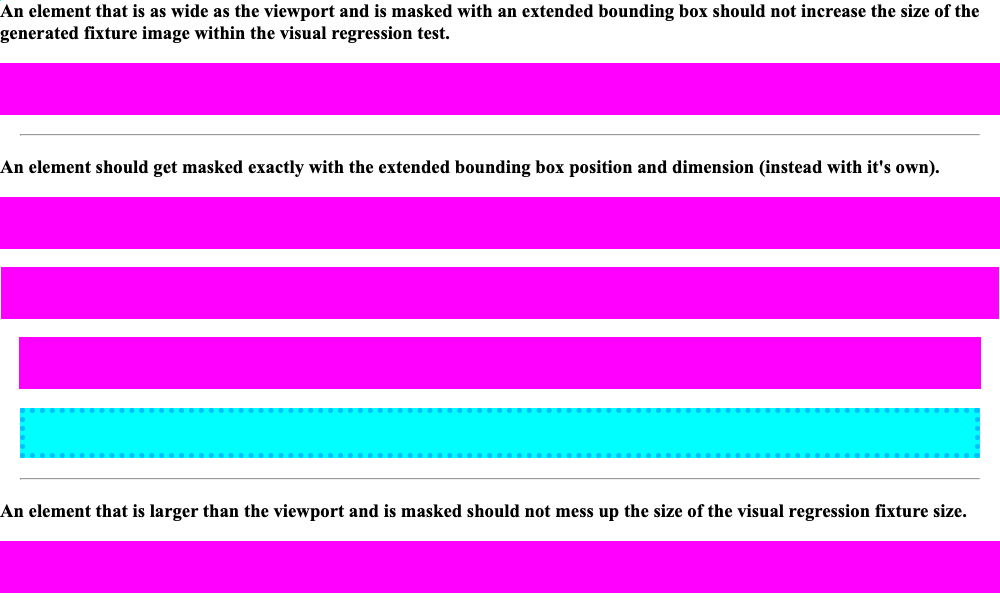 An element that is as wide as the viewport and is masked with an extended bounding box should not increase the size of the
generated fixture image within the visual regression test.
An element should get masked exactly with the extended bounding box position and dimension (instead with it's own).
An element that is larger than the viewport and is masked should not mess up the size of the visual regression fixture size.